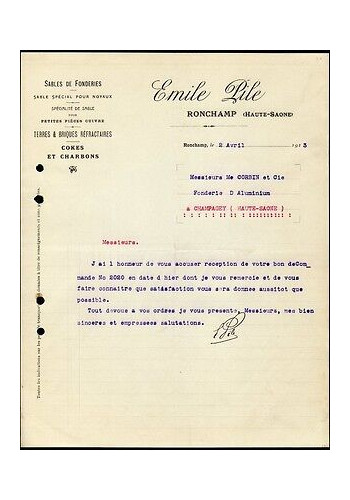 SABLES DE FONDERIES
SABLE SPÉCIAL POUR NOYAUX
SPÉCIALITÉ DE SABLE
POUR
PETITES PIÈCES CUIVRE
TERRES & BRIQUES RÉFRACTAIRES
COKES
ET CHARBONS
Emile Pile
RONCHAMP (HAUTE-SAONE)
Ronchamp, le 2 Avril 1913
Messieurs Mc CORBIN et Cie
Fonderie D Aluminium
à CHAMPAGEY ( HAUTE-SAONE )
Messieurs.
J ai l honneur de vous accuser reception de votre bon deCom_
mande No 2020 en date d hier dont je vous remercie et de vous
faire connaitre que satisfaction vous sera donnee aussitot que
possible.
Tout devoue a vos ordres je vous presente, Messieurs, mes bien
sinceres et empressees salutations.
E Pile